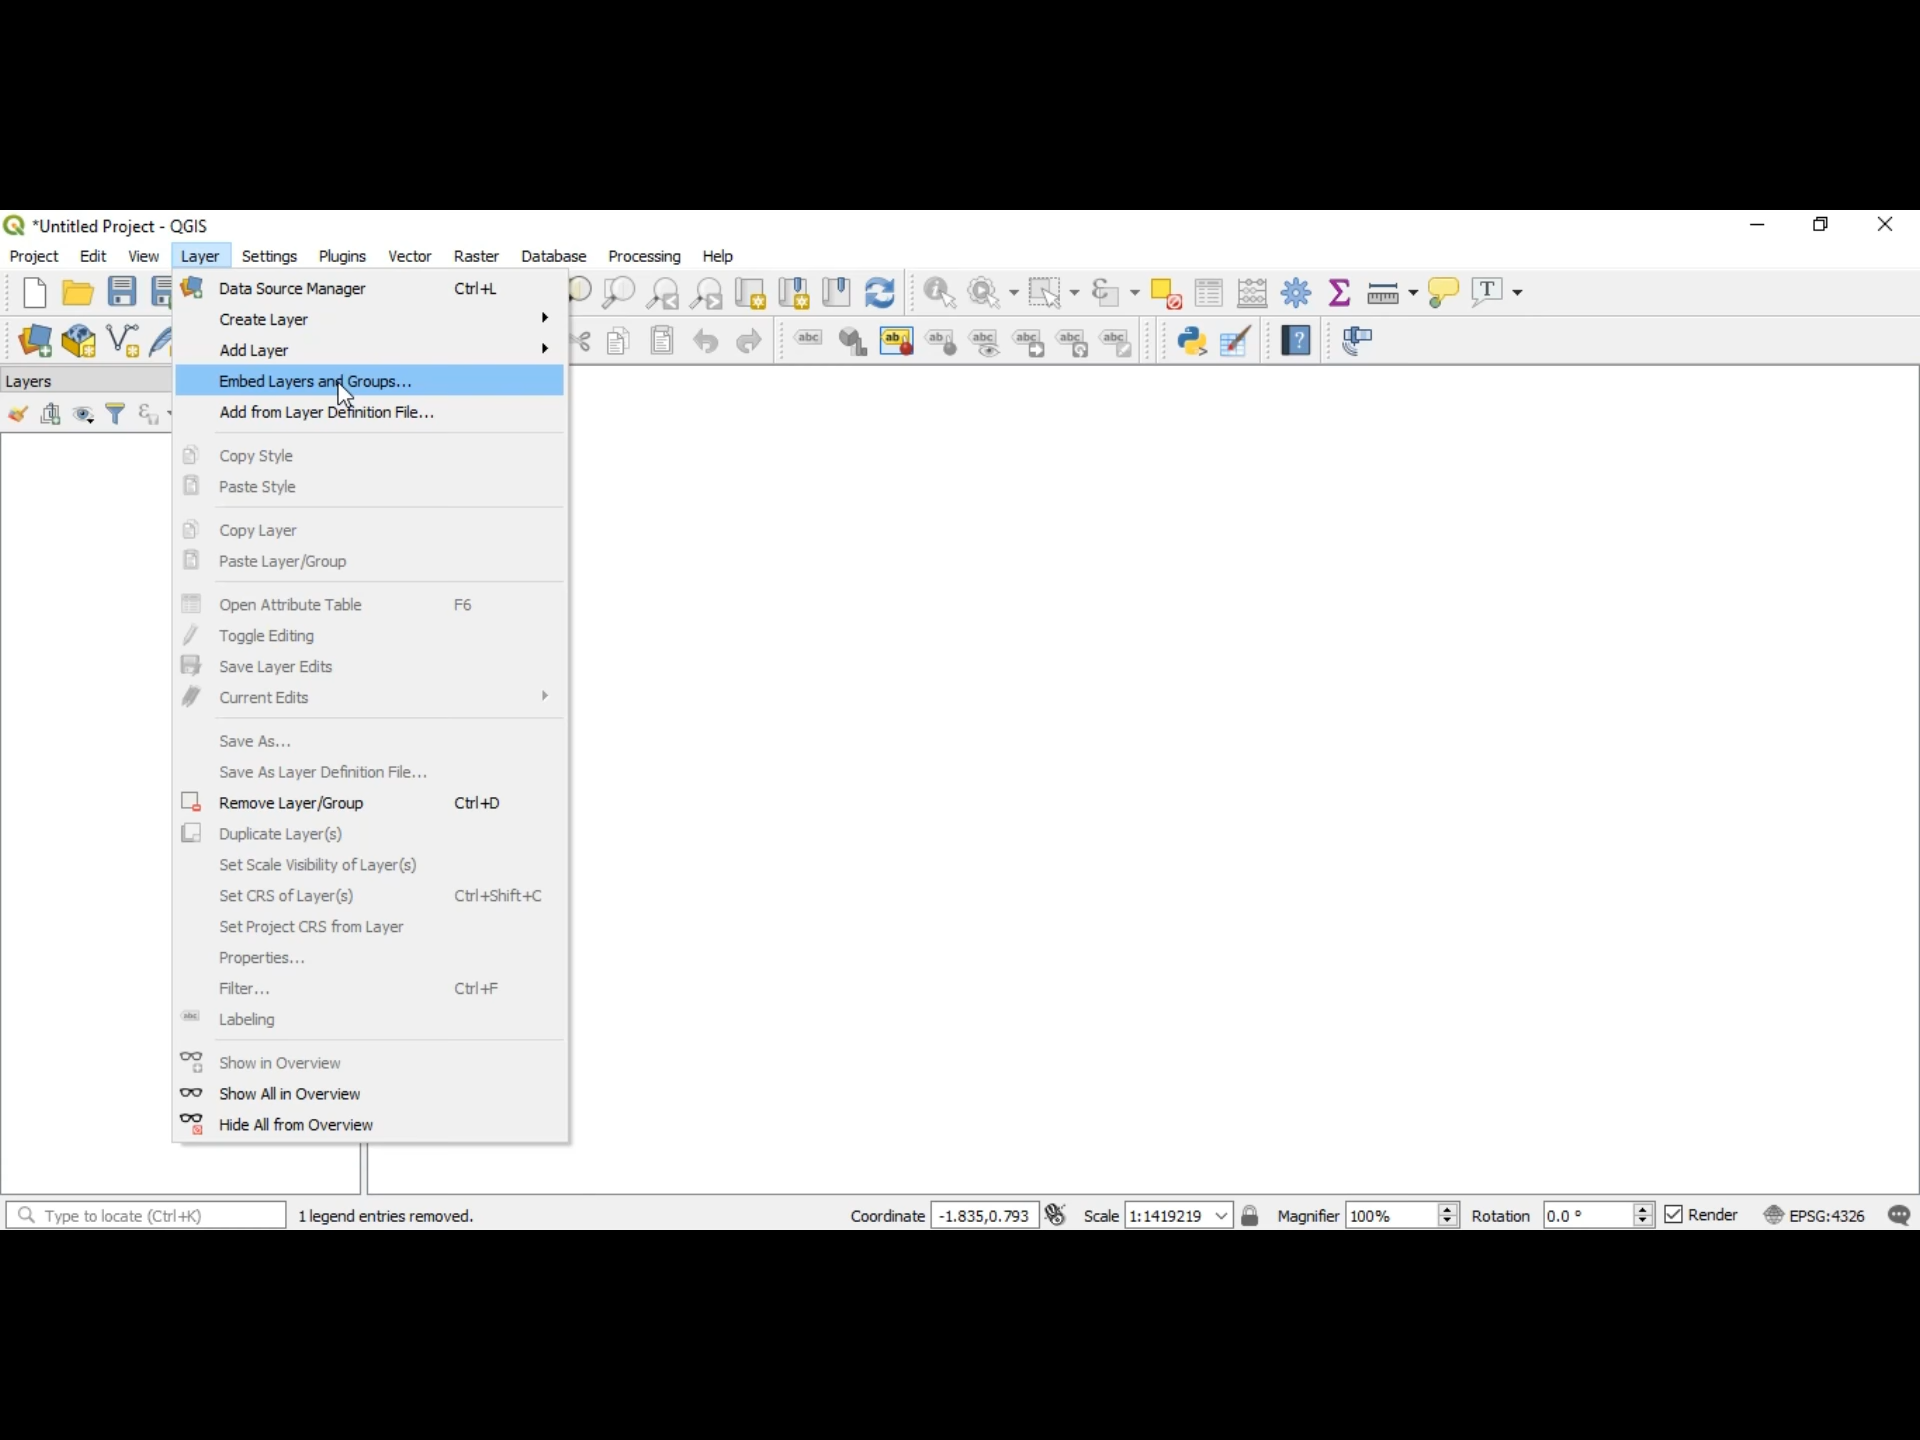 *Untitled Project - QGIS
Project Edit View Layer Settings Plugins Vector Raster Database Processing Help
Data Source Manager Ctrl+L
Create Layer
Add Layer
Layers
Embed Layers and Groups...
Add from Layer Definition File...
Copy Style
Paste Style
Copy Layer
Paste Layer/Group
Open Attribute Table F6
Toggle Editing
Save Layer Edits
Current Edits
Save As...
Save As Layer Definition File...
Remove Layer/Group Ctrl+D
Duplicate Layer(s)
Set Scale Visibility of Layer(s)
Set CRS of Layer(s) Ctrl+Shift+C
Set Project CRS from Layer
Properties...
Filter... Ctrl+F
abc Labeling
Show in Overview
Show All in Overview
Hide All from Overview
Type to locate (Ctrl+K) 1 legend entries removed. Coordinate -1.835,0.793 Scale 1:1419219 Magnifier 100% Rotation 0.0 ° Render EPSG:4326